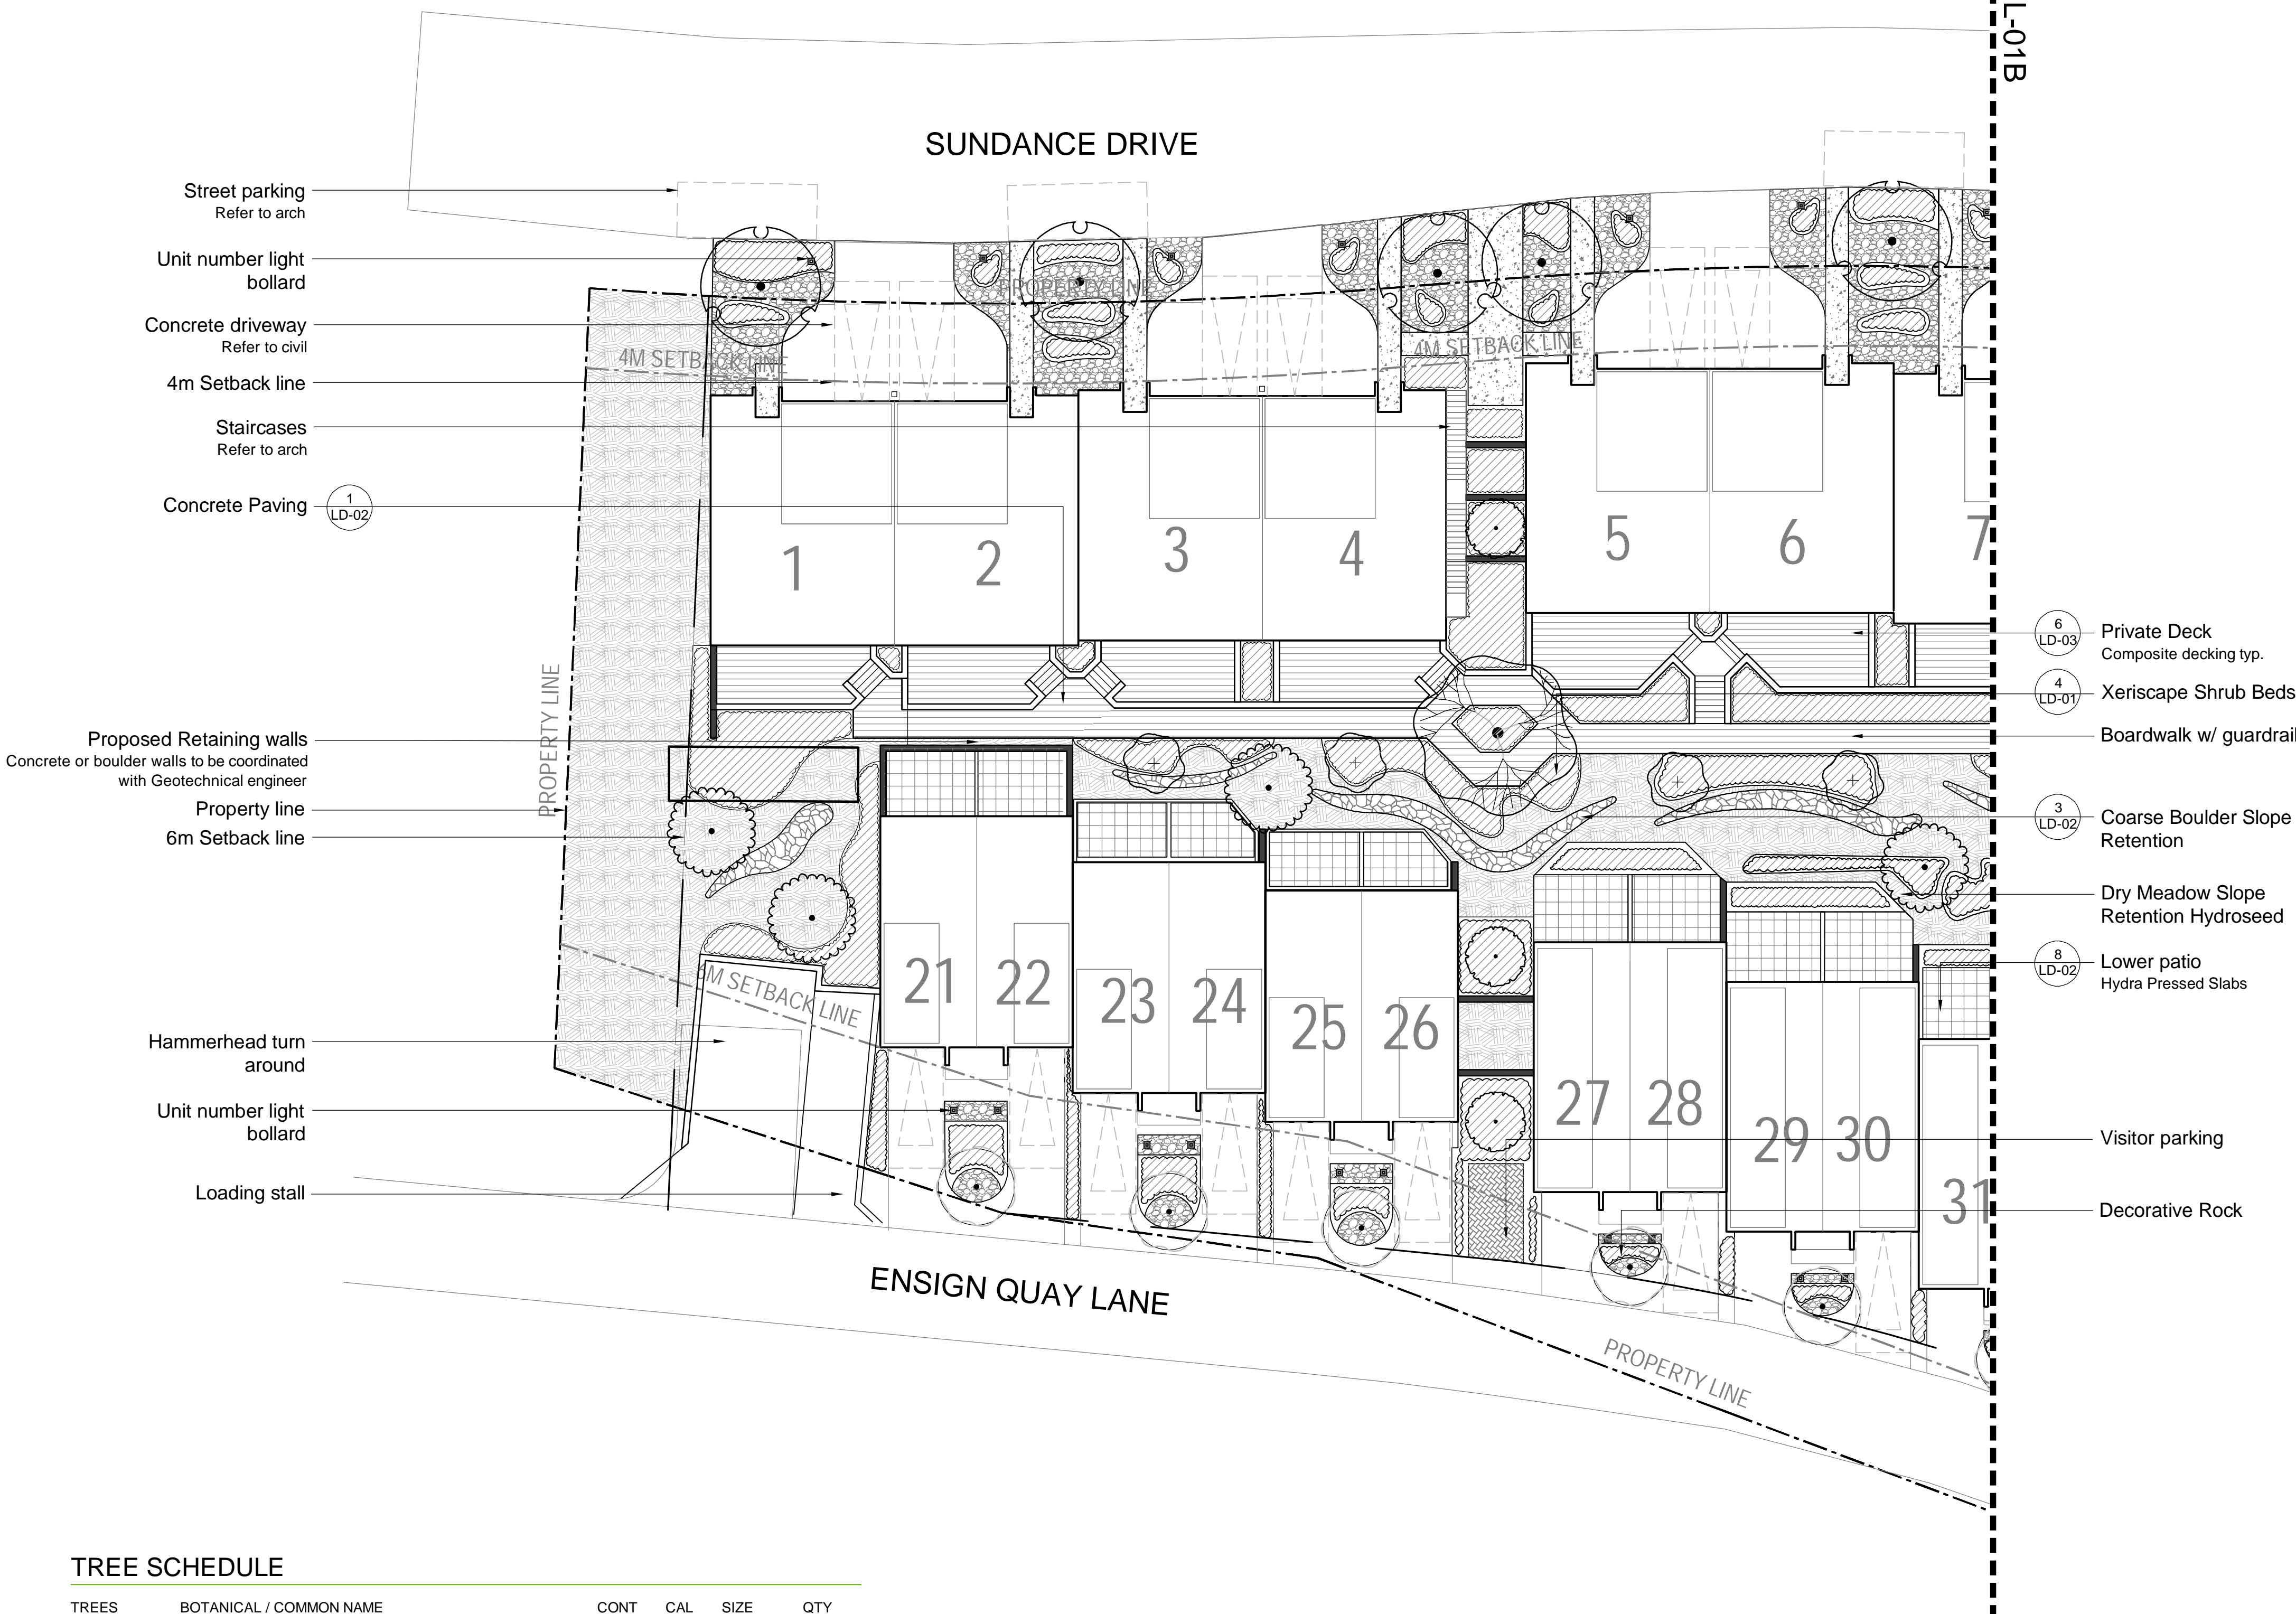 L-01B
SUNDANCE DRIVE
Street parking
Refer to arch
Unit number light
bollard
PROPERTY LINE
Concrete driveway
Refer to civil
4M SETBACK LINE
4M SETBACK LINE
4m Setback line
Staircases
Refer to arch
Concrete Paving
1
LD-02
1
2
3
4
5
6
7
PROPERTY LINE
6
LD-03
Private Deck
Composite decking typ.
4
LD-01
Xeriscape Shrub Beds
Boardwalk w/ guardrail
Proposed Retaining walls
Concrete or boulder walls to be coordinated
with Geotechnical engineer
Property line
6m Setback line
3
LD-02
Coarse Boulder Slope
Retention
Dry Meadow Slope
Retention Hydroseed
8
LD-02
Lower patio
Hydra Pressed Slabs
6M SETBACK LINE
21
22
23
24
25
26
27
28
29
30
31
Hammerhead turn
around
Unit number light
bollard
Loading stall
Visitor parking
Decorative Rock
ENSIGN QUAY LANE
PROPERTY LINE
TREE SCHEDULE
TREES BOTANICAL / COMMON NAME CONT CAL SIZE QTY